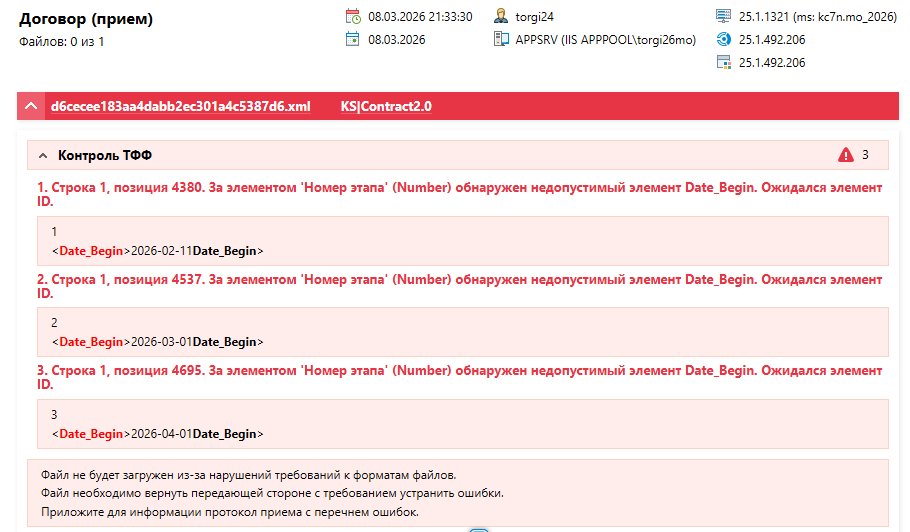 Договор (прием)
Файлов: 0 из 1
08.03.2026 21:33:30
08.03.2026
torgi24
APPSRV (IIS APPPOOL\torgi26mo)
25.1.1321 (ms: kc7n.mo_2026)
25.1.492.206
25.1.492.206
d6cecee183aa4dabb2ec301a4c5387d6.xml KS|Contract2.0
Контроль ТФФ 3
1. Строка 1, позиция 4380. За элементом 'Номер этапа' (Number) обнаружен недопустимый элемент Date_Begin. Ожидался элемент
ID.
1
<Date_Begin>2026-02-11Date_Begin>
2. Строка 1, позиция 4537. За элементом 'Номер этапа' (Number) обнаружен недопустимый элемент Date_Begin. Ожидался элемент
ID.
2
<Date_Begin>2026-03-01Date_Begin>
3. Строка 1, позиция 4695. За элементом 'Номер этапа' (Number) обнаружен недопустимый элемент Date_Begin. Ожидался элемент
ID.
3
<Date_Begin>2026-04-01Date_Begin>
Файл не будет загружен из-за нарушений требований к форматам файлов.
Файл необходимо вернуть передающей стороне с требованием устранить ошибки.
Приложите для информации протокол приема с перечнем ошибок.